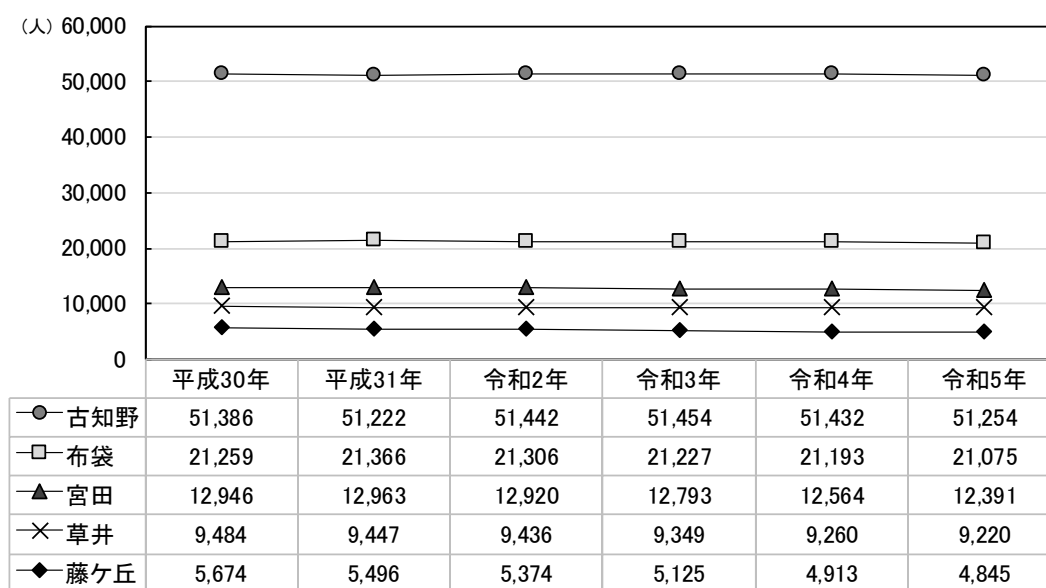 (人) 60,000
50,000
40,000
30,000
20,000
10,000
0
平成30年 平成31年 令和2年 令和3年 令和4年 令和5年
古知野 51,386 51,222 51,442 51,454 51,432 51,254
布袋 21,259 21,366 21,306 21,227 21,193 21,075
宮田 12,946 12,963 12,920 12,793 12,564 12,391
草井 9,484 9,447 9,436 9,349 9,260 9,220
藤ケ丘 5,674 5,496 5,374 5,125 4,913 4,845